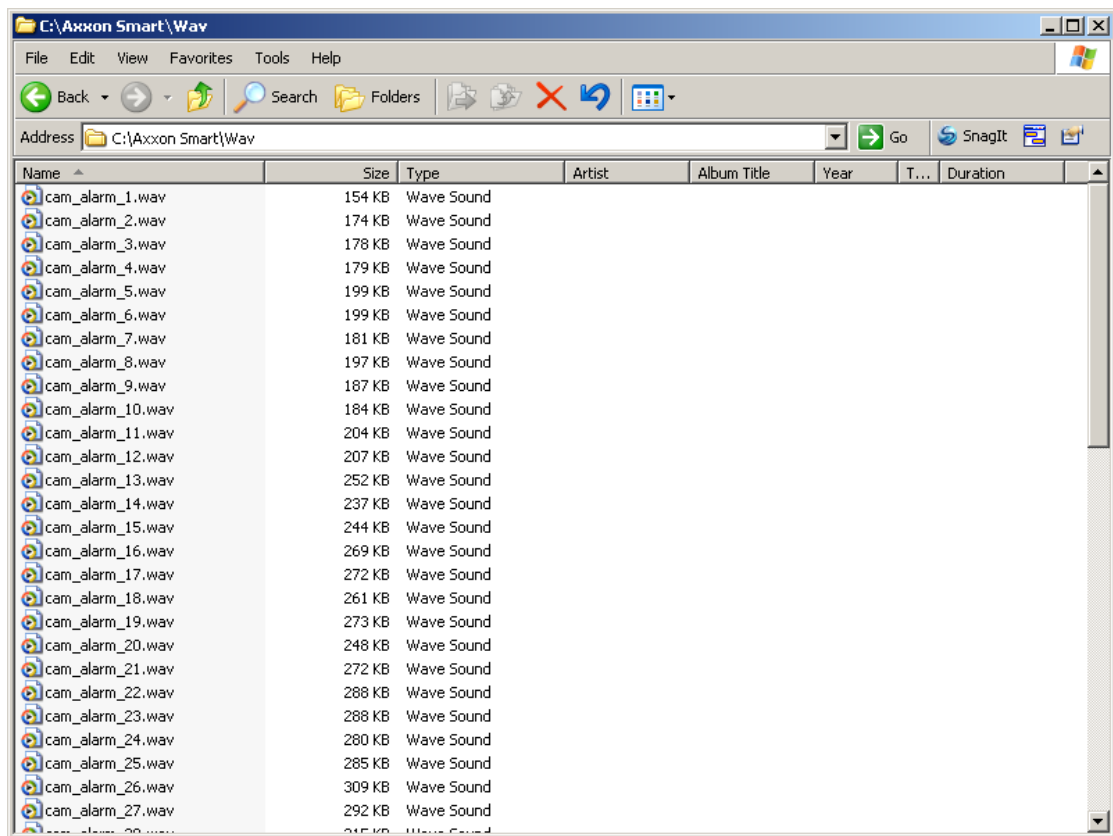 C:\Axxon Smart\Wav
File Edit View Favorites Tools Help
Back Search Folders
Address C:\Axxon Smart\Wav Go SnagIt
Name Size Type Artist Album Title Year T... Duration
cam_alarm_1.wav 154 KB Wave Sound
cam_alarm_2.wav 174 KB Wave Sound
cam_alarm_3.wav 178 KB Wave Sound
cam_alarm_4.wav 179 KB Wave Sound
cam_alarm_5.wav 199 KB Wave Sound
cam_alarm_6.wav 199 KB Wave Sound
cam_alarm_7.wav 181 KB Wave Sound
cam_alarm_8.wav 197 KB Wave Sound
cam_alarm_9.wav 187 KB Wave Sound
cam_alarm_10.wav 184 KB Wave Sound
cam_alarm_11.wav 204 KB Wave Sound
cam_alarm_12.wav 207 KB Wave Sound
cam_alarm_13.wav 252 KB Wave Sound
cam_alarm_14.wav 237 KB Wave Sound
cam_alarm_15.wav 244 KB Wave Sound
cam_alarm_16.wav 269 KB Wave Sound
cam_alarm_17.wav 272 KB Wave Sound
cam_alarm_18.wav 261 KB Wave Sound
cam_alarm_19.wav 273 KB Wave Sound
cam_alarm_20.wav 248 KB Wave Sound
cam_alarm_21.wav 272 KB Wave Sound
cam_alarm_22.wav 288 KB Wave Sound
cam_alarm_23.wav 288 KB Wave Sound
cam_alarm_24.wav 280 KB Wave Sound
cam_alarm_25.wav 285 KB Wave Sound
cam_alarm_26.wav 309 KB Wave Sound
cam_alarm_27.wav 292 KB Wave Sound